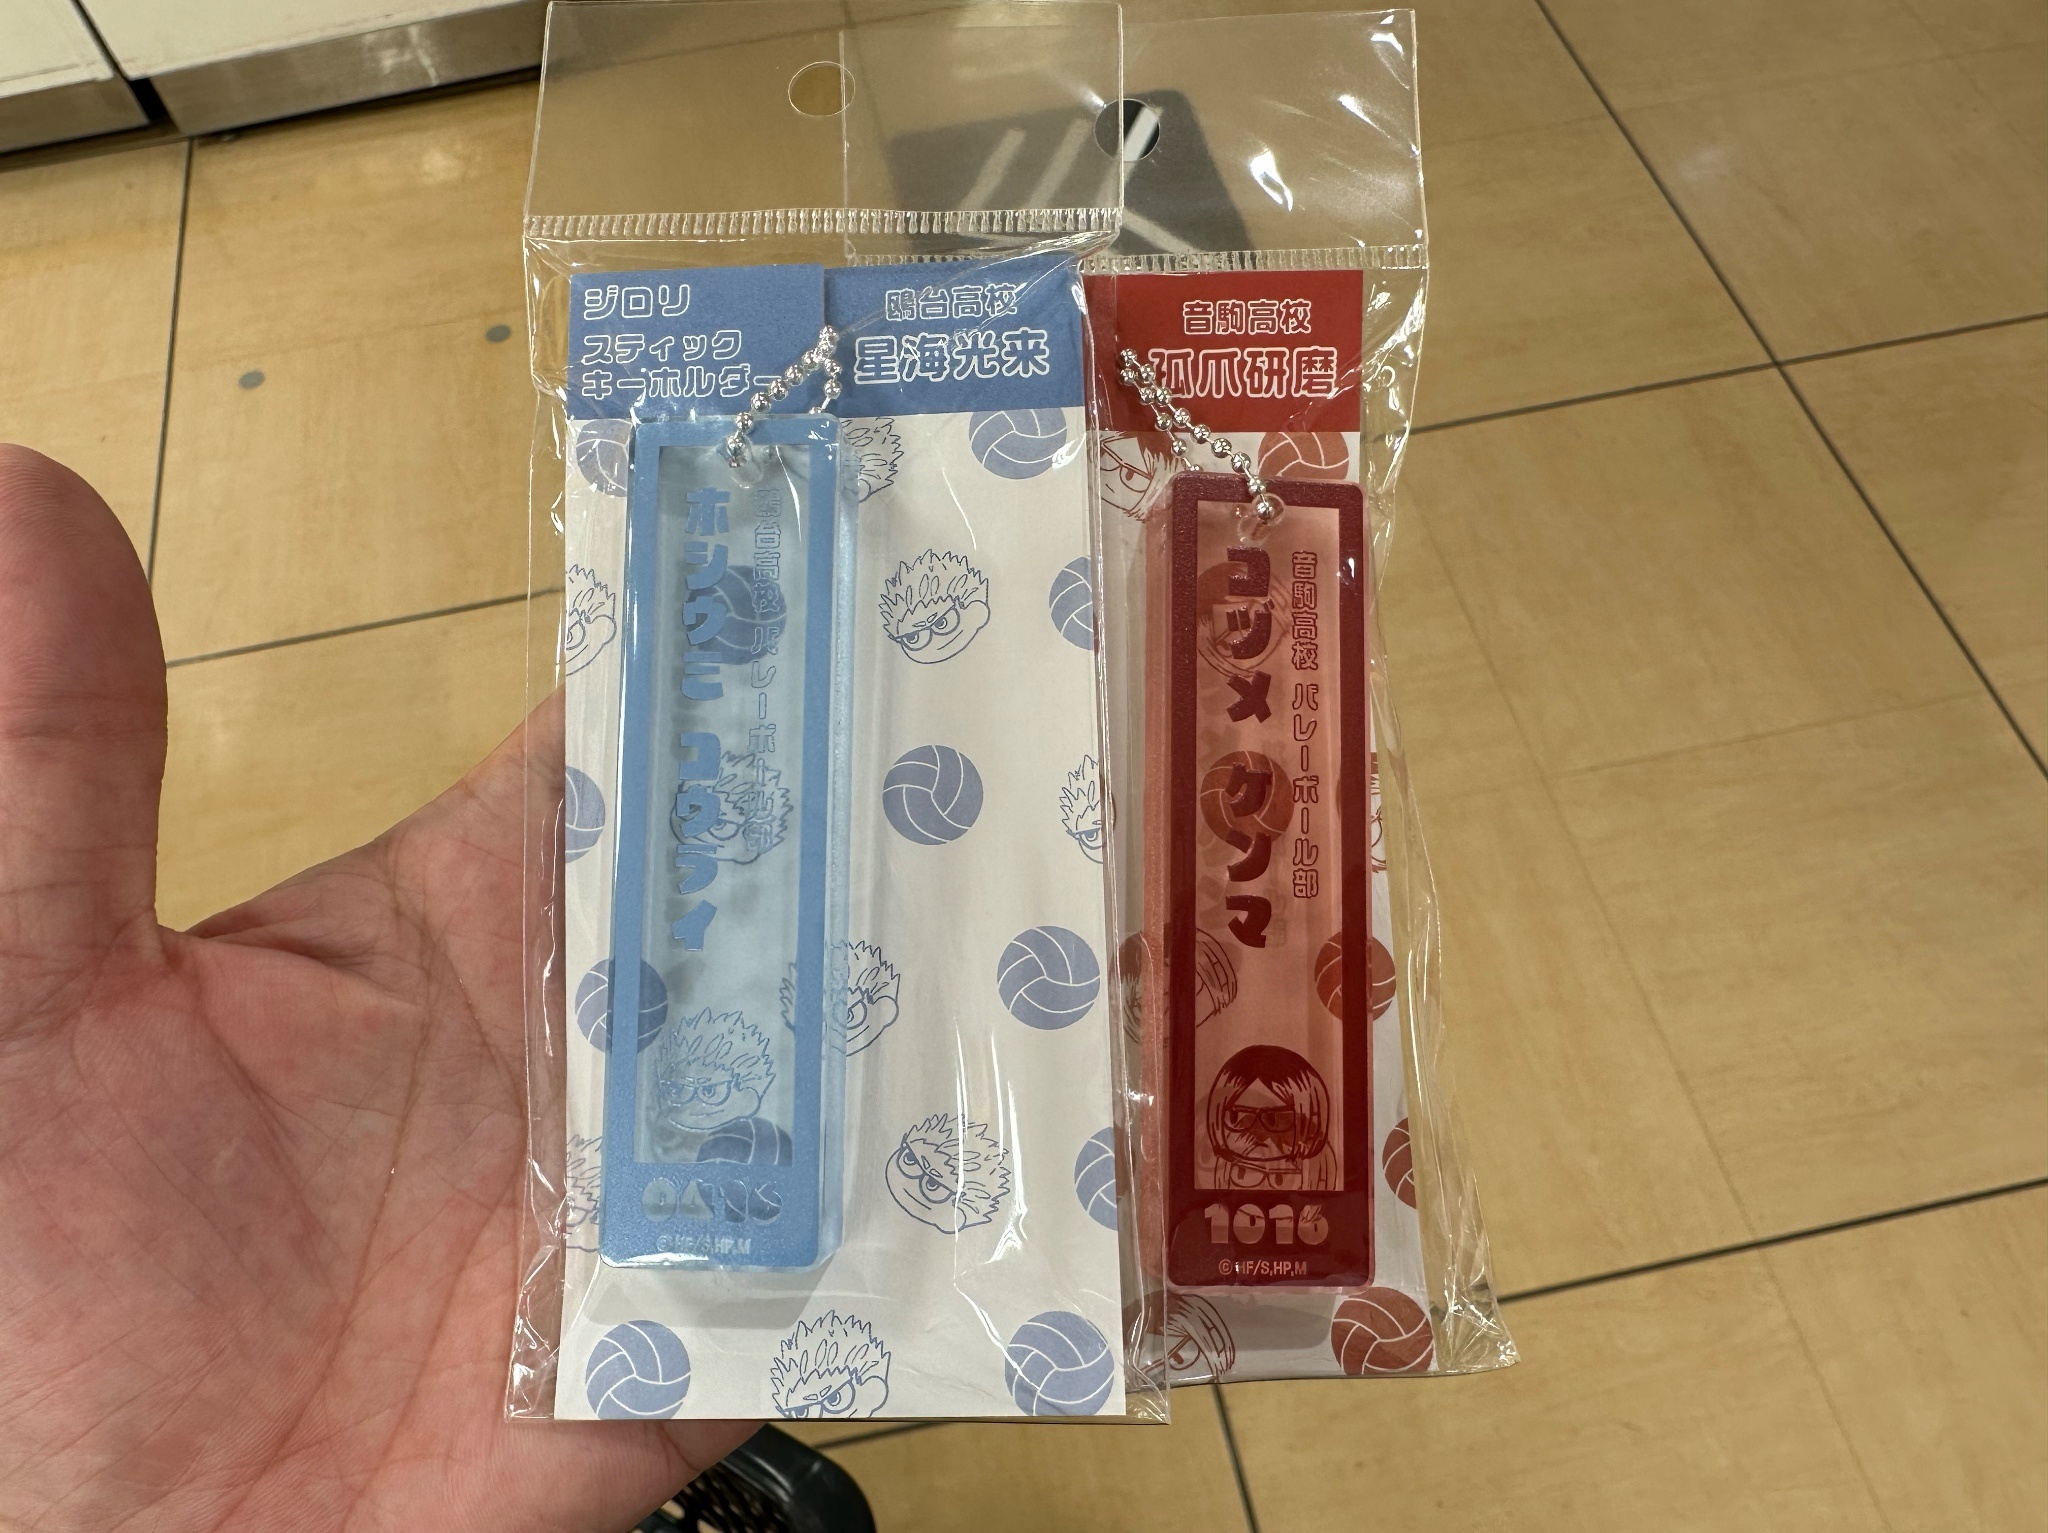 ジロリ
スティック
キーホルダー
鴎台高校
星海光来
ホシウミ コウライ
鴎台高校 バレーボール部
0416
©HF/S,HP,M
音駒高校
孤爪研磨
コヅメ ケンマ
音駒高校 バレーボール部
1016
©HF/S,HP,M